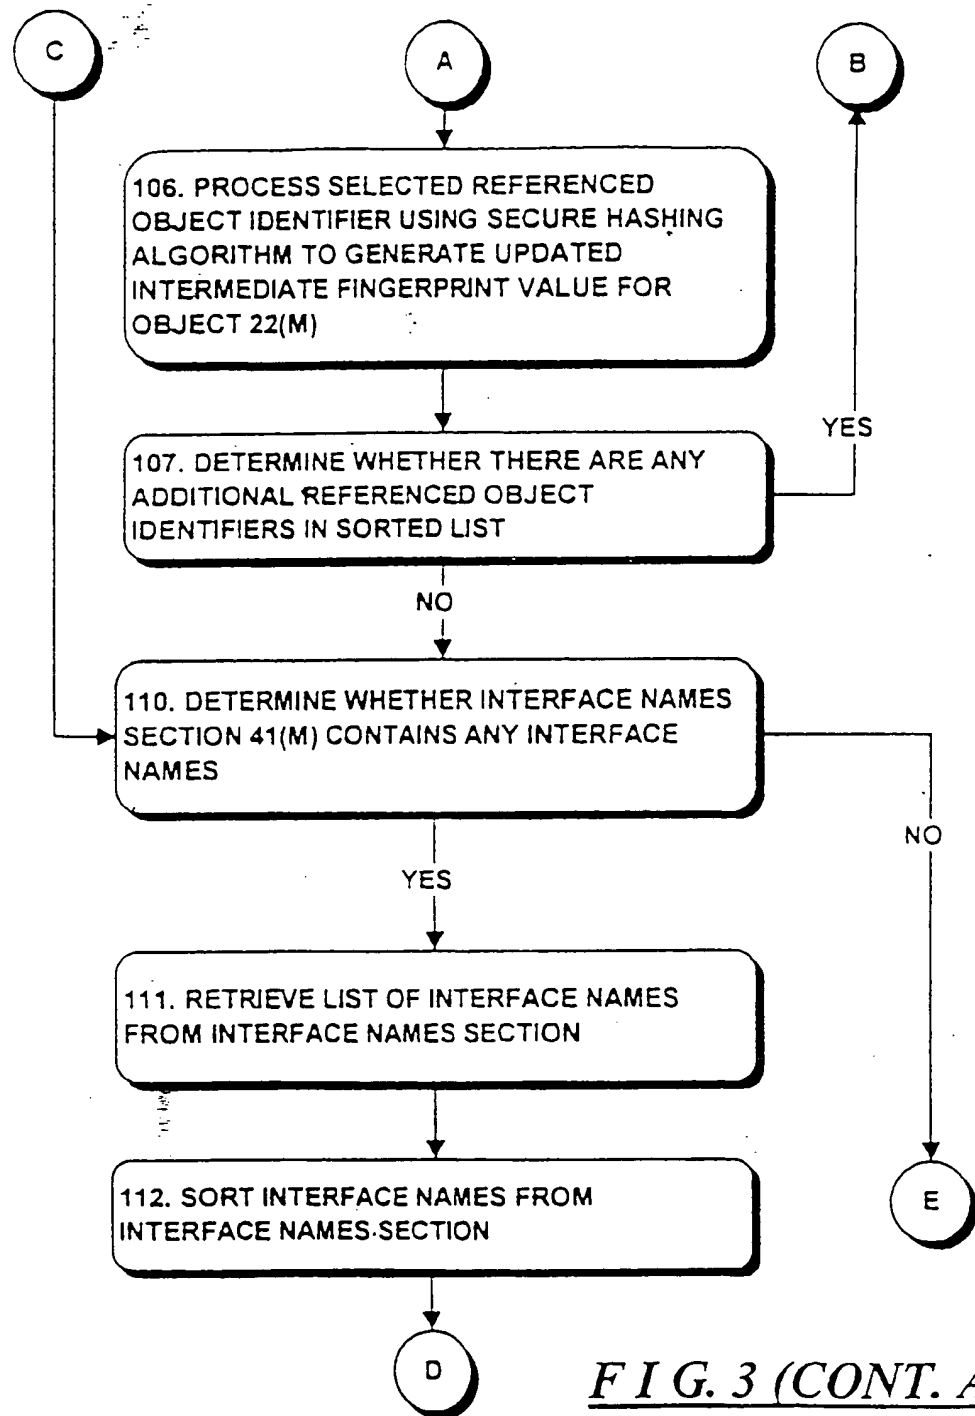 C
A
B
106. PROCESS SELECTED REFERENCED
OBJECT IDENTIFIER USING SECURE HASHING
ALGORITHM TO GENERATE UPDATED
INTERMEDIATE FINGERPRINT VALUE FOR
OBJECT 22(M)
YES
107. DETERMINE WHETHER THERE ARE ANY
ADDITIONAL REFERENCED OBJECT
IDENTIFIERS IN SORTED LIST
NO
110. DETERMINE WHETHER INTERFACE NAMES
SECTION 41(M) CONTAINS ANY INTERFACE
NAMES
NO
YES
111. RETRIEVE LIST OF INTERFACE NAMES
FROM INTERFACE NAMES SECTION
112. SORT INTERFACE NAMES FROM
INTERFACE NAMES SECTION
E
D
F I G. 3 (CONT. A